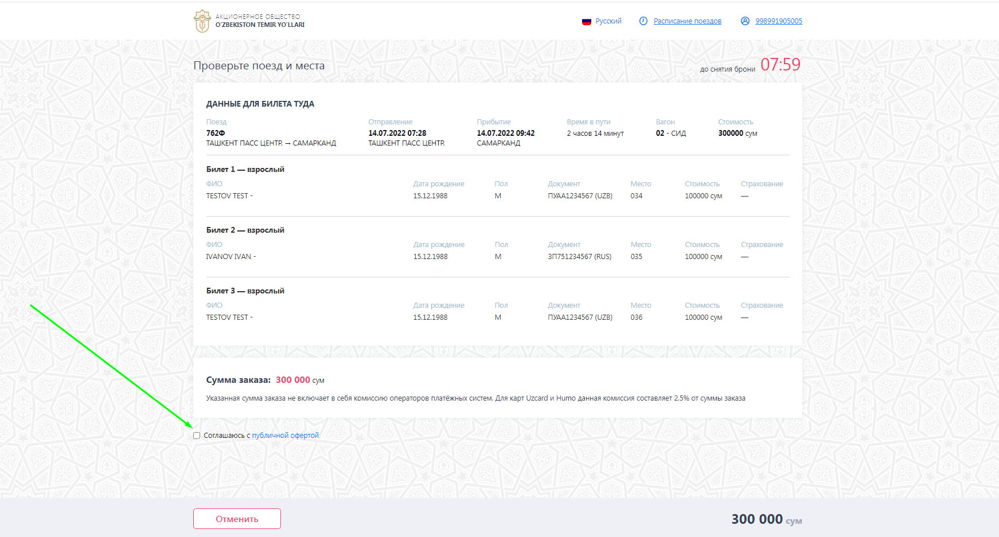 АКЦИОНЕРНОЕ ОБЩЕСТВО
O‘ZBEKISTON TEMIR YO‘LLARI
Русский Расписание поездов 998991905005
Проверьте поезд и места
до снятия брони 07:59
ДАННЫЕ ДЛЯ БИЛЕТА ТУДА
Поезд Отправление Прибытие Время в пути Вагон Стоимость
762Ф 14.07.2022 07:28 14.07.2022 09:42 2 часов 14 минут 02 - СИД 300000 сум
ТАШКЕНТ ПАСС ЦЕНТР. → САМАРКАНД ТАШКЕНТ ПАСС ЦЕНТР. САМАРКАНД
Билет 1 — взрослый
ФИО Дата рождение Пол Документ Место Стоимость Страхование
TESTOV TEST - 15.12.1988 М ПУAA1234567 (UZB) 034 100000 сум —
Билет 2 — взрослый
ФИО Дата рождение Пол Документ Место Стоимость Страхование
IVANOV IVAN - 15.12.1988 М ЗП751234567 (RUS) 035 100000 сум —
Билет 3 — взрослый
ФИО Дата рождение Пол Документ Место Стоимость Страхование
TESTOV TEST - 15.12.1988 М ПУAA1234567 (UZB) 036 100000 сум —
Сумма заказа: 300 000 сум
Указанная сумма заказа не включает в себя комиссию операторов платёжных систем. Для карт Uzcard и Humo данная комиссия составляет 2.5% от суммы заказа
Соглашаюсь с публичной офертой
Отменить 300 000 сум